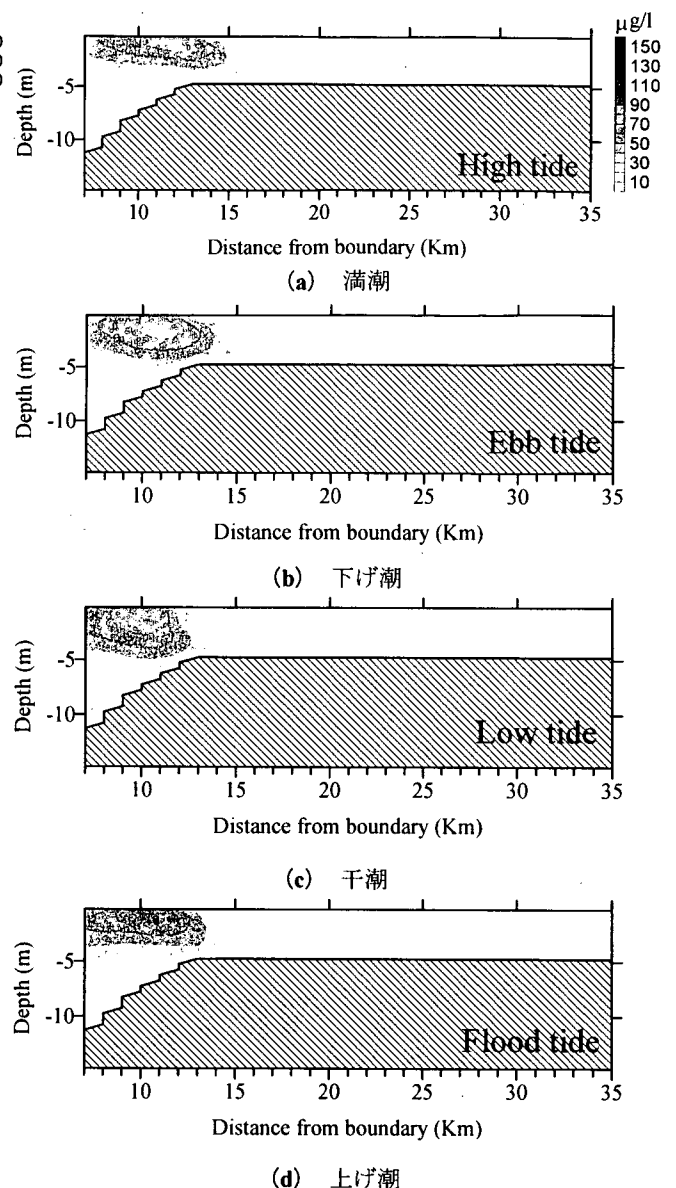 µg/l
150
130
110
90
70
50
30
10
Depth (m)
-5
-10
High tide
10 15 20 25 30 35
Distance from boundary (Km)
(a) 満潮
Depth (m)
-5
-10
Ebb tide
10 15 20 25 30 35
Distance from boundary (Km)
(b) 下げ潮
Depth (m)
-5
-10
Low tide
10 15 20 25 30 35
Distance from boundary (Km)
(c) 干潮
Depth (m)
-5
-10
Flood tide
10 15 20 25 30 35
Distance from boundary (Km)
(d) 上げ潮